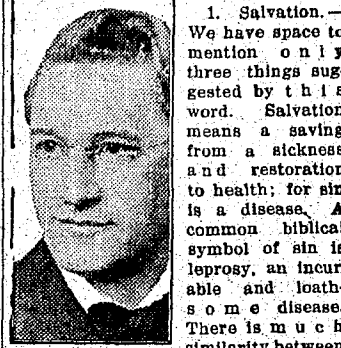 1. Salvation.—
We have space to
mention only
three things sug-
gested by this
word. Salvation
means a saving
from a sickness
and restoration
to health; for sin
is a disease. A
common biblical
symbol of sin is
leprosy, an incur-
able and loath-
some disease.
There is much
similarity between